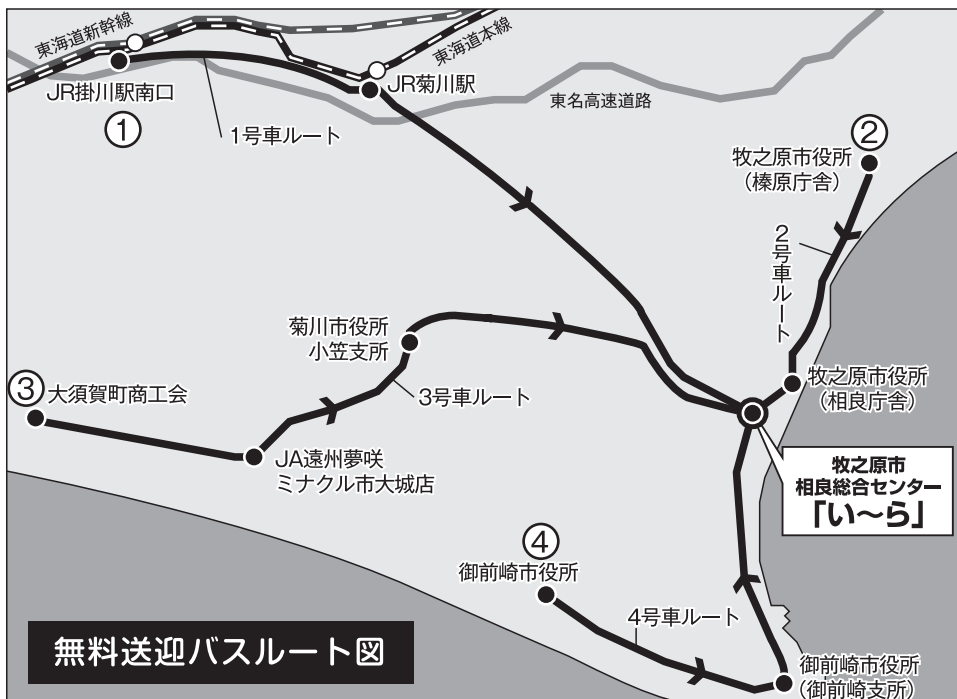 東海道新幹線
東海道本線
JR掛川駅南口
①
1号車ルート
JR菊川駅
東名高速道路
②
牧之原市役所
（榛原庁舎）
2号車ルート
菊川市役所
小笠支所
③
大須賀町商工会
3号車ルート
牧之原市役所
（相良庁舎）
JA遠州夢咲
ミナクル市大城店
牧之原市
相良総合センター
「い〜ら」
④
御前崎市役所
4号車ルート
御前崎市役所
（御前崎支所）
無料送迎バスルート図